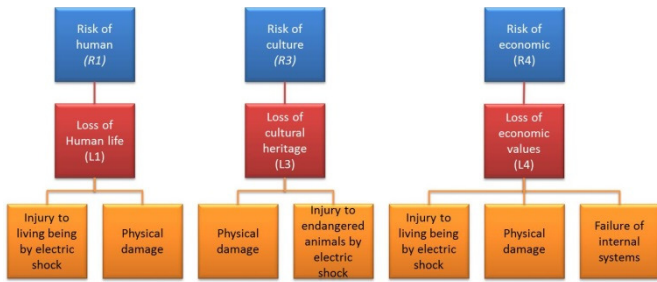 Risk of
human
(R1)
Risk of
culture
(R3)
Risk of
economic
(R4)
Loss of
Human life
(L1)
Loss of
cultural
heritage
(L3)
Loss of
economic
values
(L4)
Injury to
living being
by electric
shock
Physical
damage
Physical
damage
Injury to
endangered
animals by
electric shock
Injury to
living being
by electric
shock
Physical
damage
Failure of
internal
systems